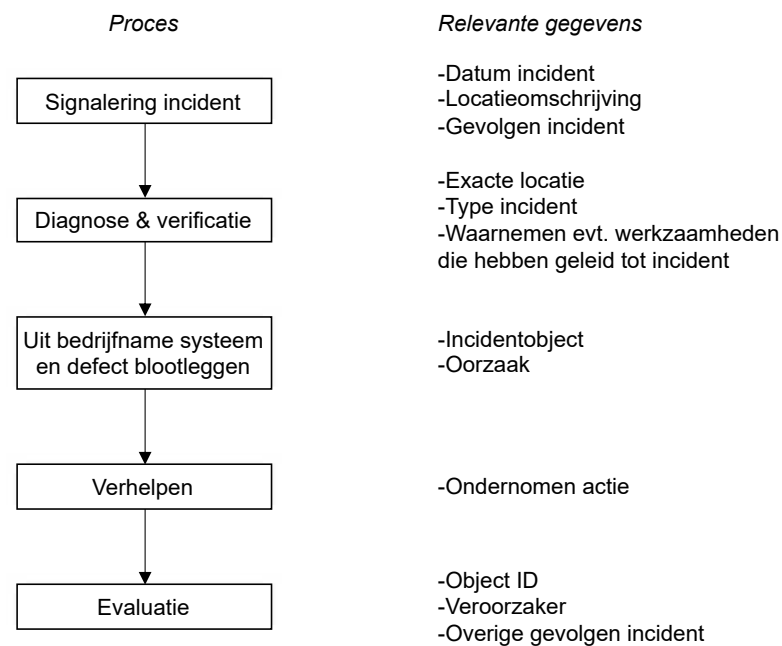 Proces
Relevante gegevens
Signalering incident
-Datum incident
-Locatieomschrijving
-Gevolgen incident
Diagnose & verificatie
-Exacte locatie
-Type incident
-Waarnemen evt. werkzaamheden
die hebben geleid tot incident
Uit bedrijfname systeem
en defect blootleggen
-Incidentobject
-Oorzaak
Verhelpen
-Ondernomen actie
Evaluatie
-Object ID
-Veroorzaker
-Overige gevolgen incident